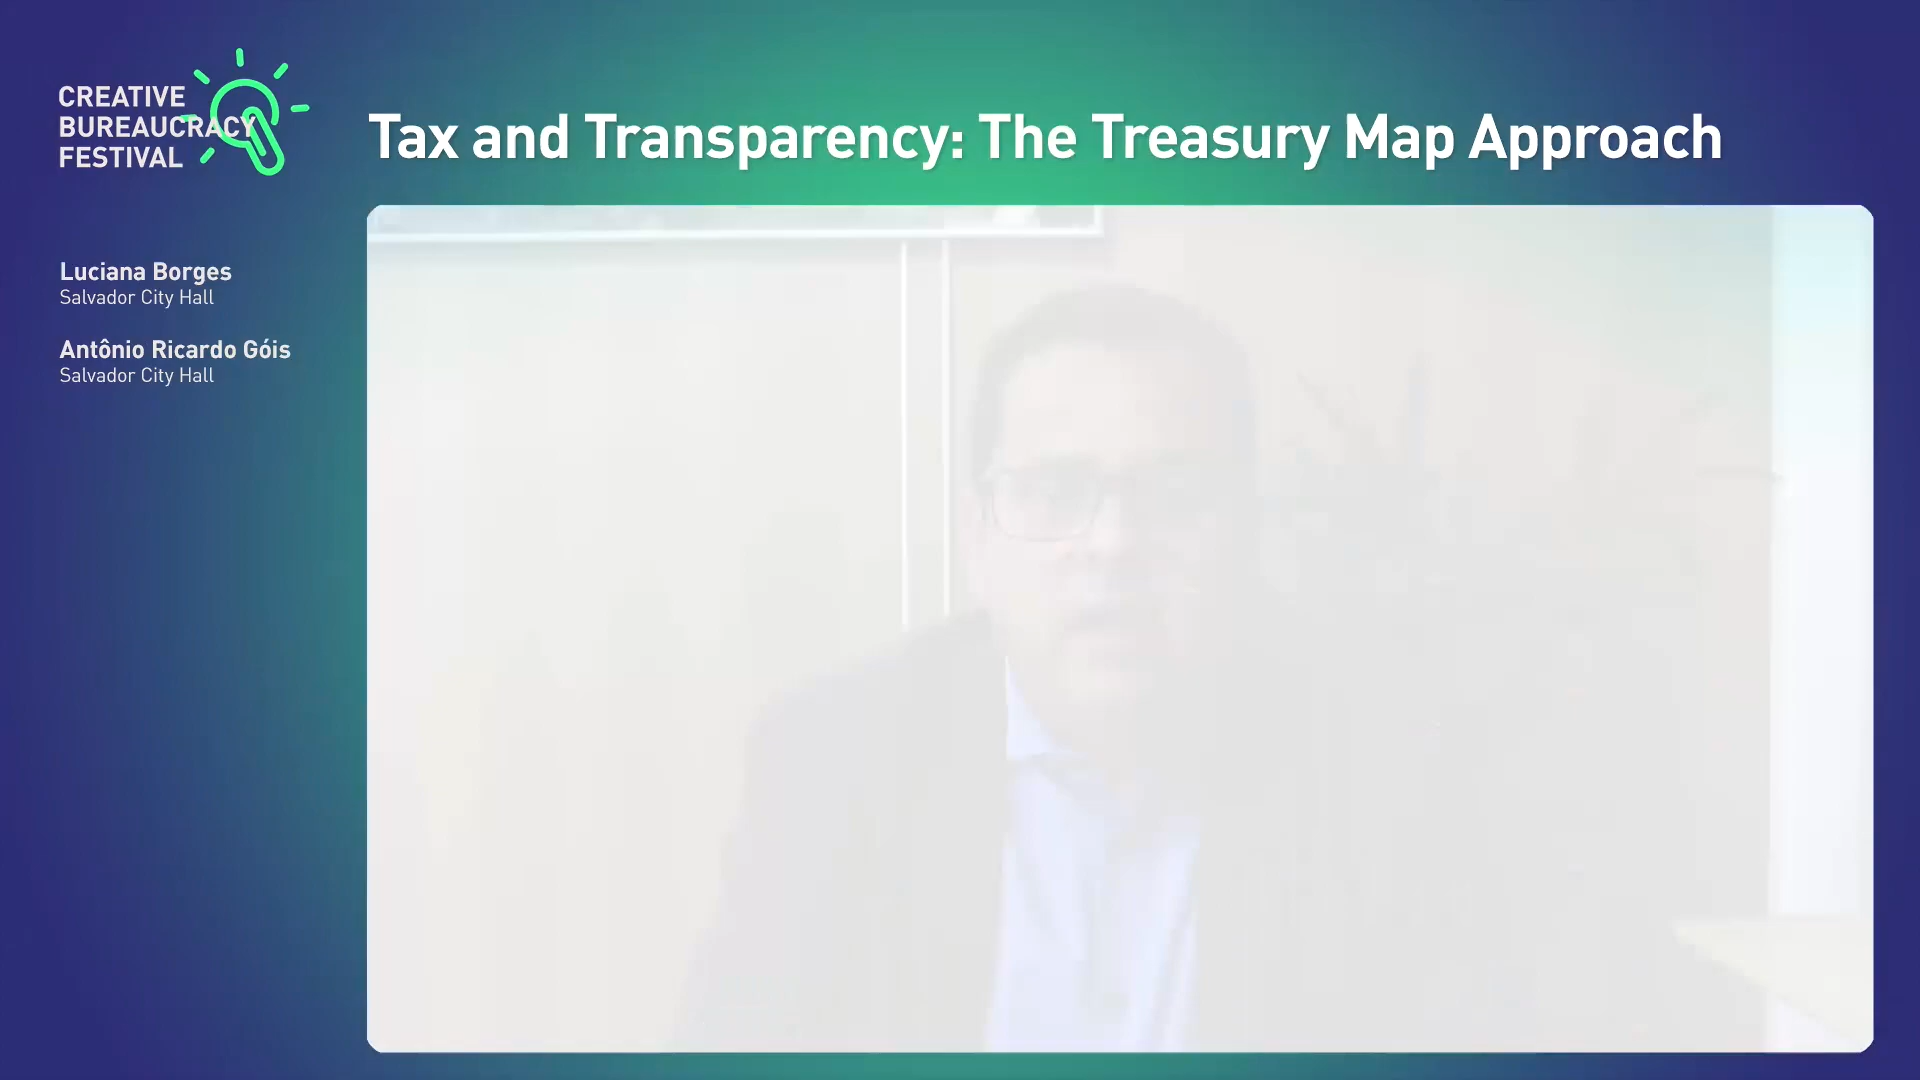 CREATIVE
BUREAUCRACY
FESTIVAL
Tax and Transparency: The Treasury Map Approach
Luciana Borges
Salvador City Hall
Antônio Ricardo Góis
Salvador City Hall